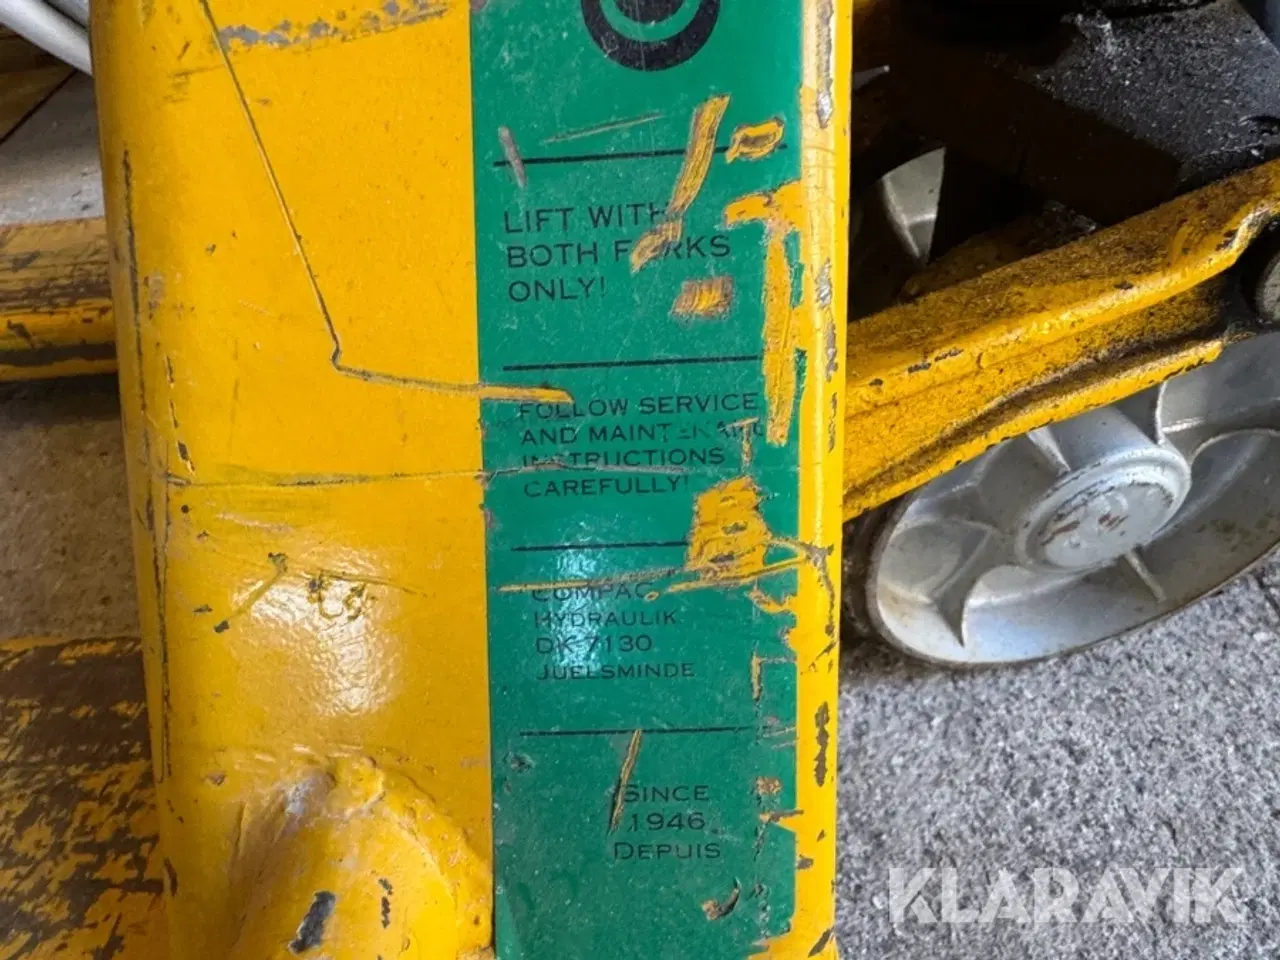 LIFT WITH
BOTH FORKS
ONLY!
FOLLOW SERVICE
AND MAINTENANCE
INSTRUCTIONS
CAREFULLY!
COMPAC
HYDRAULIK
DK 7130
JUELSMINDE
SINCE
1946
DEPUIS
KLARAVIK